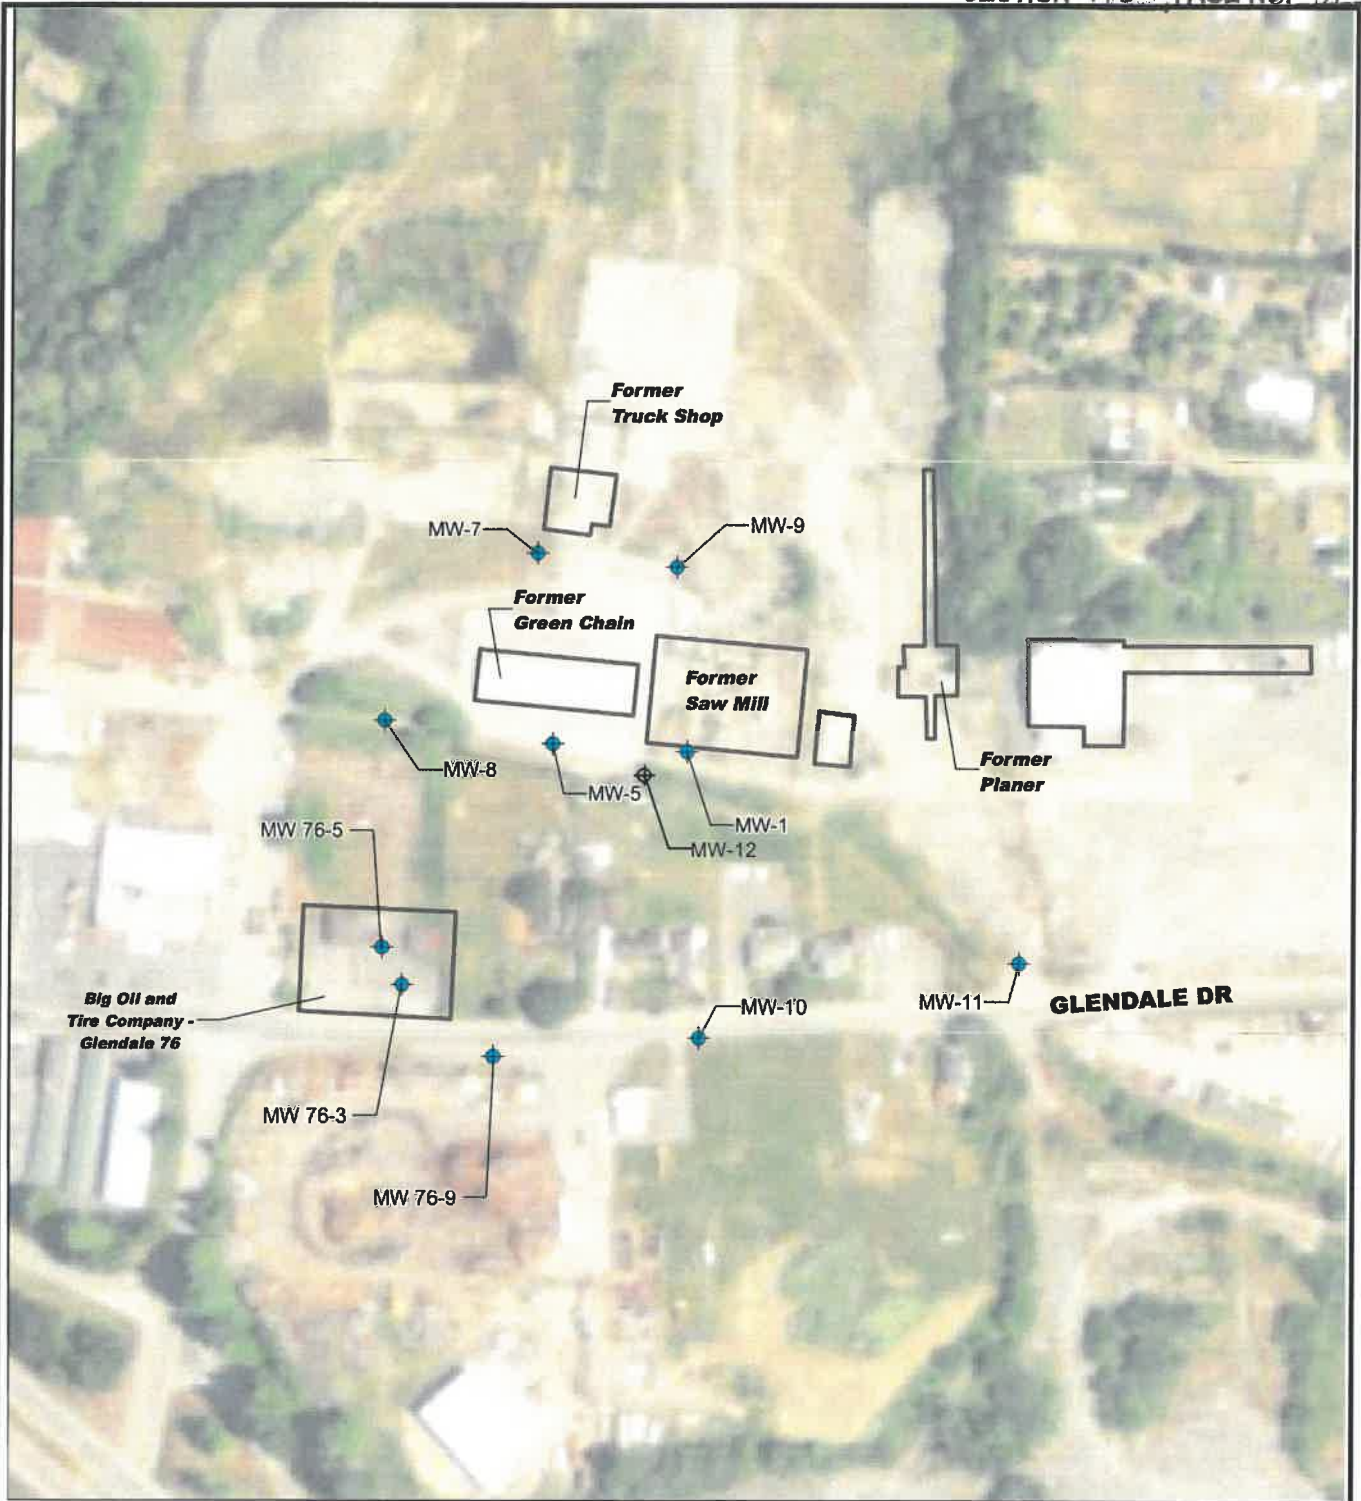 Former
Truck Shop
MW-7
MW-9
Former
Green Chain
Former
Saw Mill
MW-8
MW-5
Former
Planer
MW-1
MW-12
MW 76-5
Big Oil and
Tire Company -
Glendale 76
MW-10
MW-11
GLENDALE DR
MW 76-3
MW 76-9